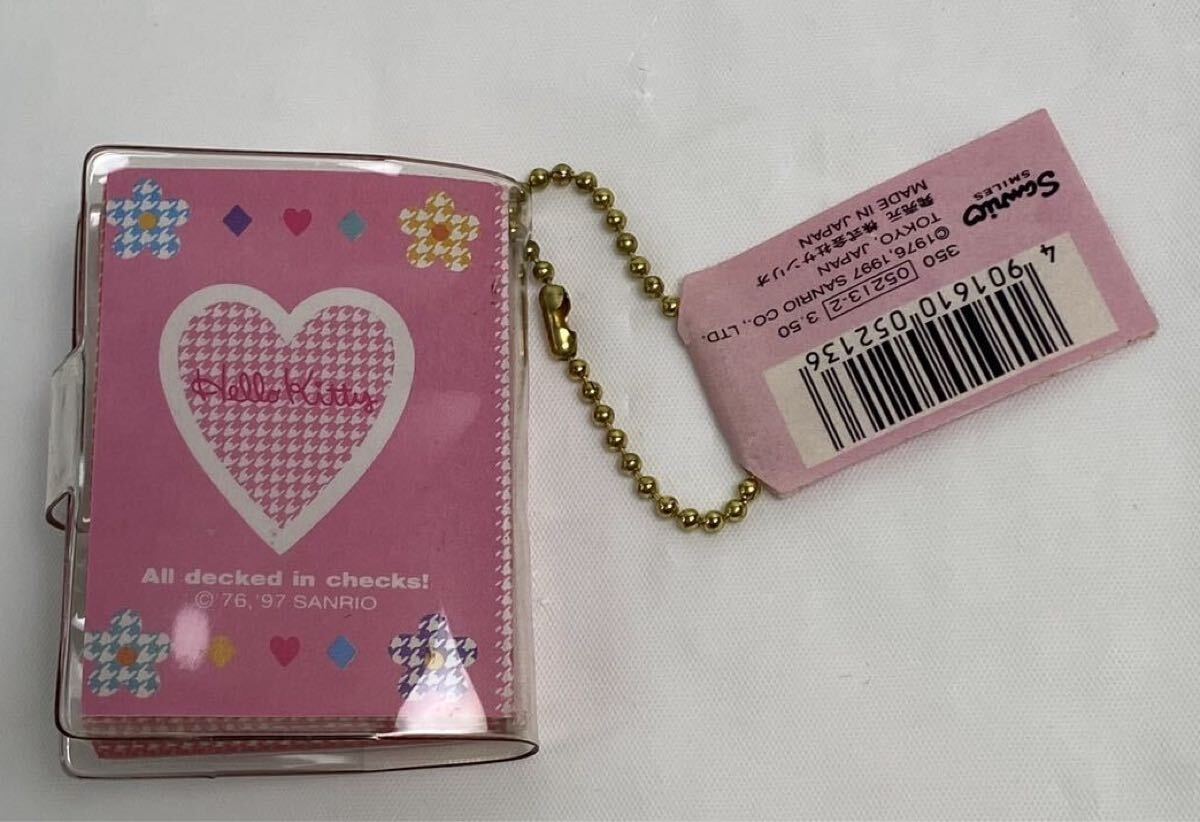 Hello Kitty
All decked in checks!
© 76, '97 SANRIO
Sanrio
SMILES
4 901610 052136
350
05213-2 3.50
©1976, 1997 SANRIO CO., LTD.
TOKYO, JAPAN
発売元 株式会社サンリオ
MADE IN JAPAN